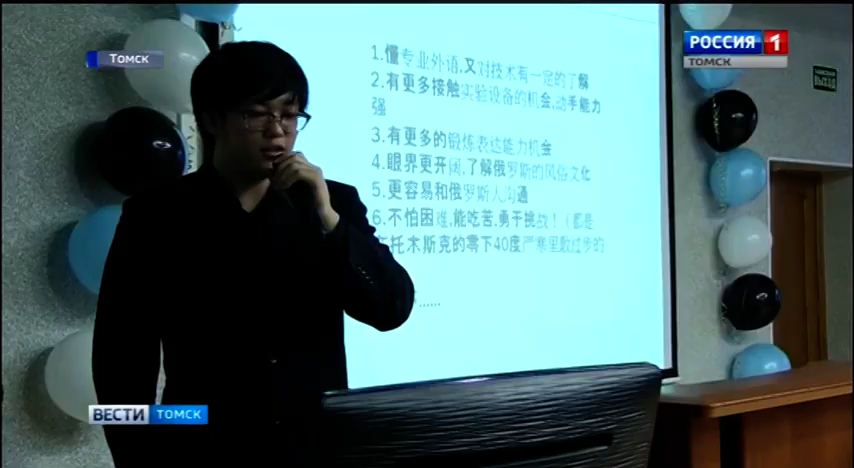 Томск
РОССИЯ 1
ТОМСК
ВЫХОД
1.懂专业外语,又对技术有一定的了解
2.有更多接触实验设备的机会,动手能力
强
3.有更多的锻炼表达能力机会
4.眼界更开阔,了解俄罗斯的风俗文化
5.更容易和俄罗斯人沟通
6.不怕困难,能吃苦,勇于挑战!(都是
托木斯克的零下40度严寒里敢过步的
......
ВЕСТИ ТОМСК